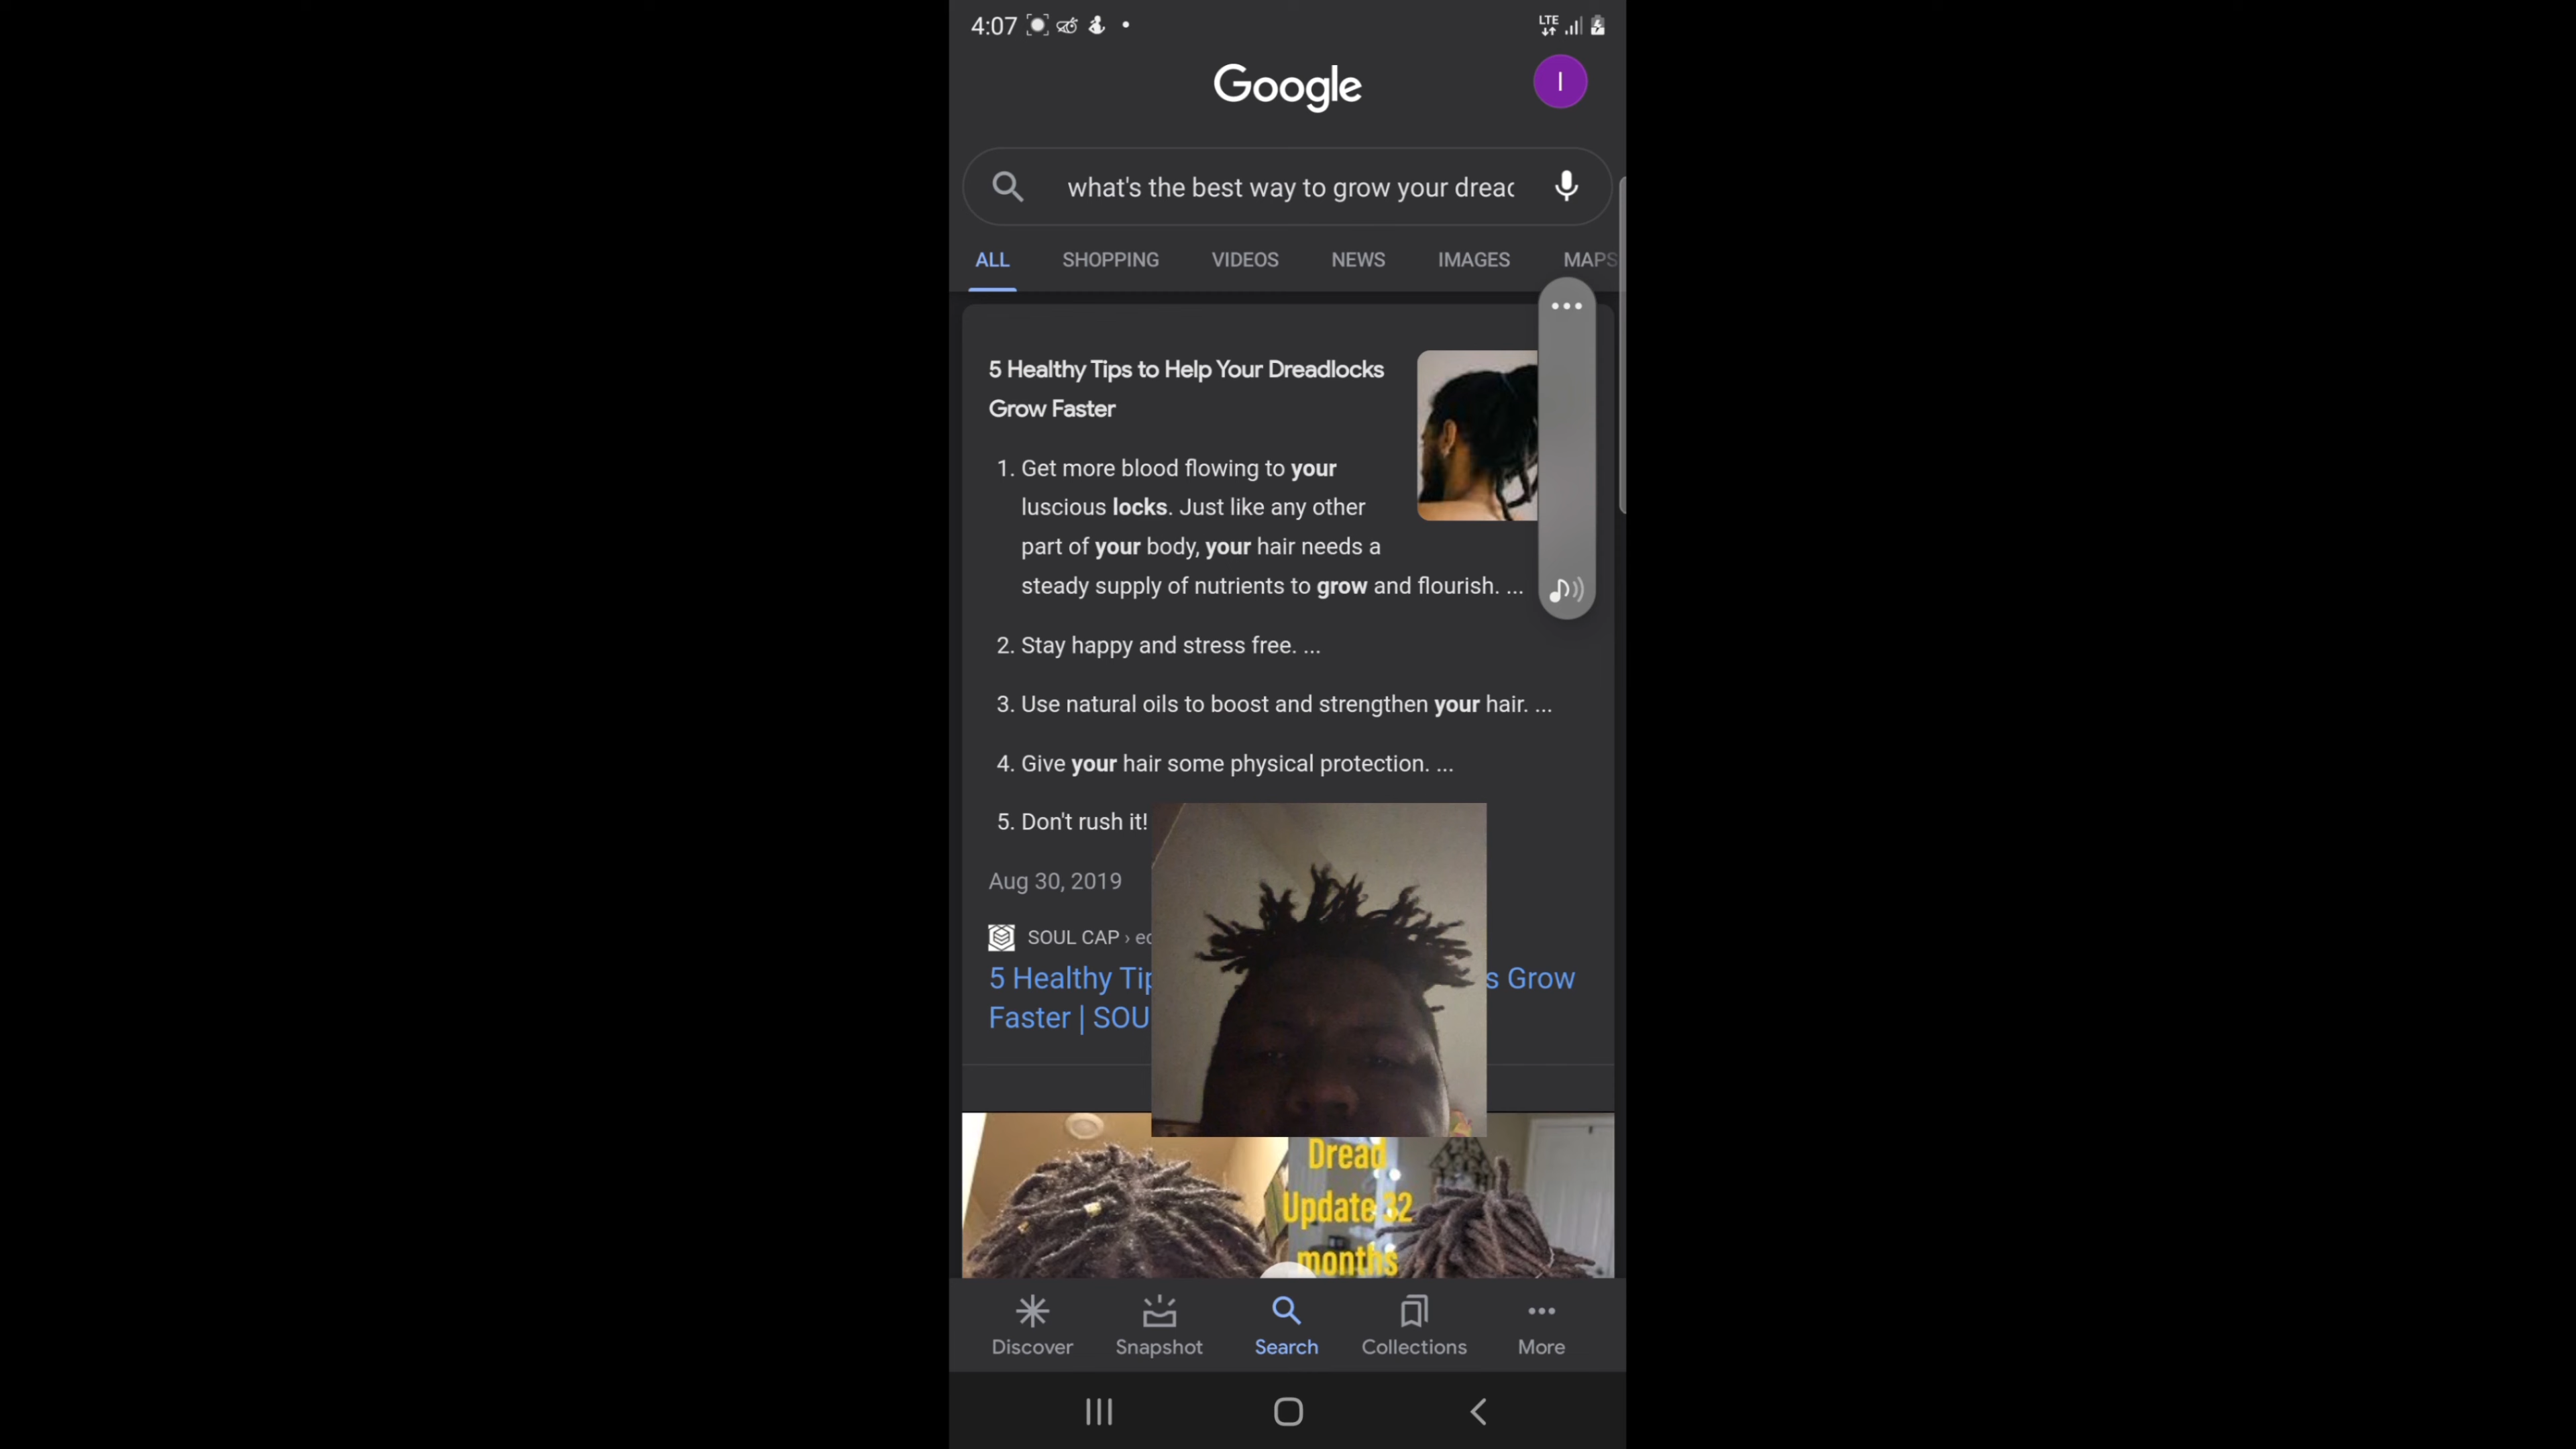 4:07
LTE
Google
I
what's the best way to grow your dread
ALL SHOPPING VIDEOS NEWS IMAGES MAPS
5 Healthy Tips to Help Your Dreadlocks
Grow Faster
1. Get more blood flowing to your
luscious locks. Just like any other
part of your body, your hair needs a
steady supply of nutrients to grow and flourish. ...
2. Stay happy and stress free. ...
3. Use natural oils to boost and strengthen your hair. ...
4. Give your hair some physical protection. ...
5. Don't rush it!
Aug 30, 2019
SOUL CAP ›
5 Healthy s Grow
Faster |
Dread
Update 32
months
Discover Snapshot Search Collections More